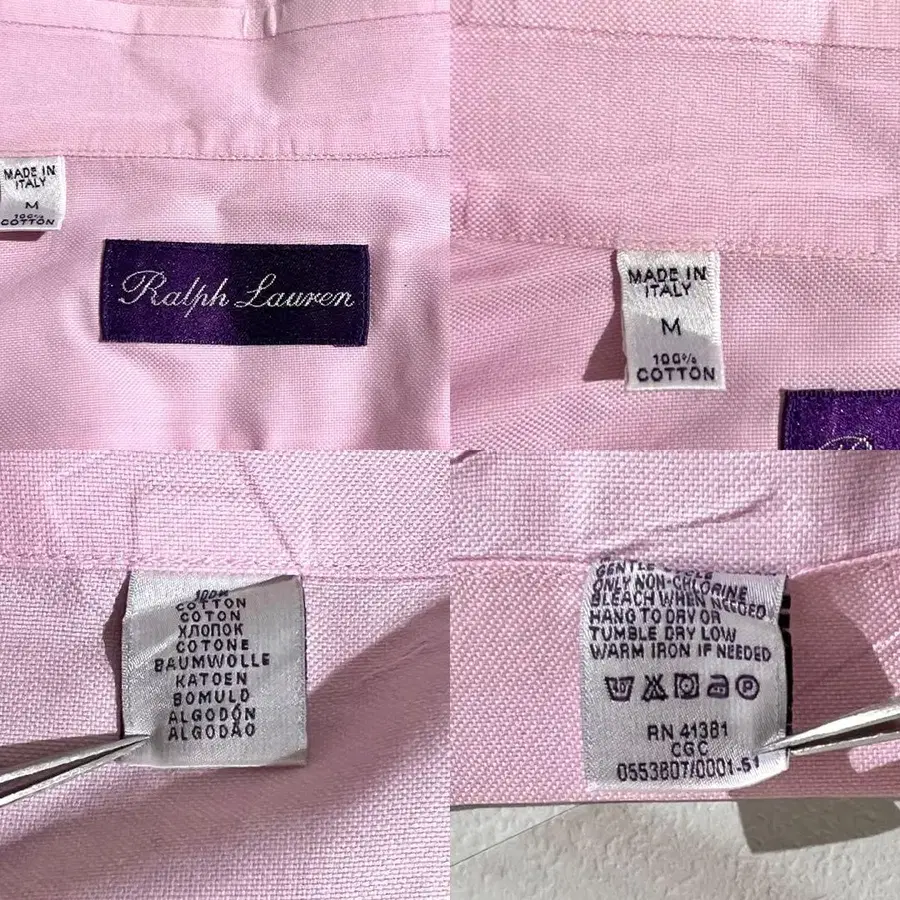 MADE IN
ITALY
M
100%
COTTON
Ralph Lauren
MADE IN
ITALY
M
100%
COTTON
100%
COTTON
COTON
ХЛОПОК
COTONE
BAUMWOLLE
KATOEN
BOMULD
ALGODÓN
ALGODÃO
GENTLE
ONLY NON-CHLORINE
BLEACH WHEN NEEDED
HANG TO DRY OR
TUMBLE DRY LOW
WARM IRON IF NEEDED
RN 41381
CGC
0553807/0001-51